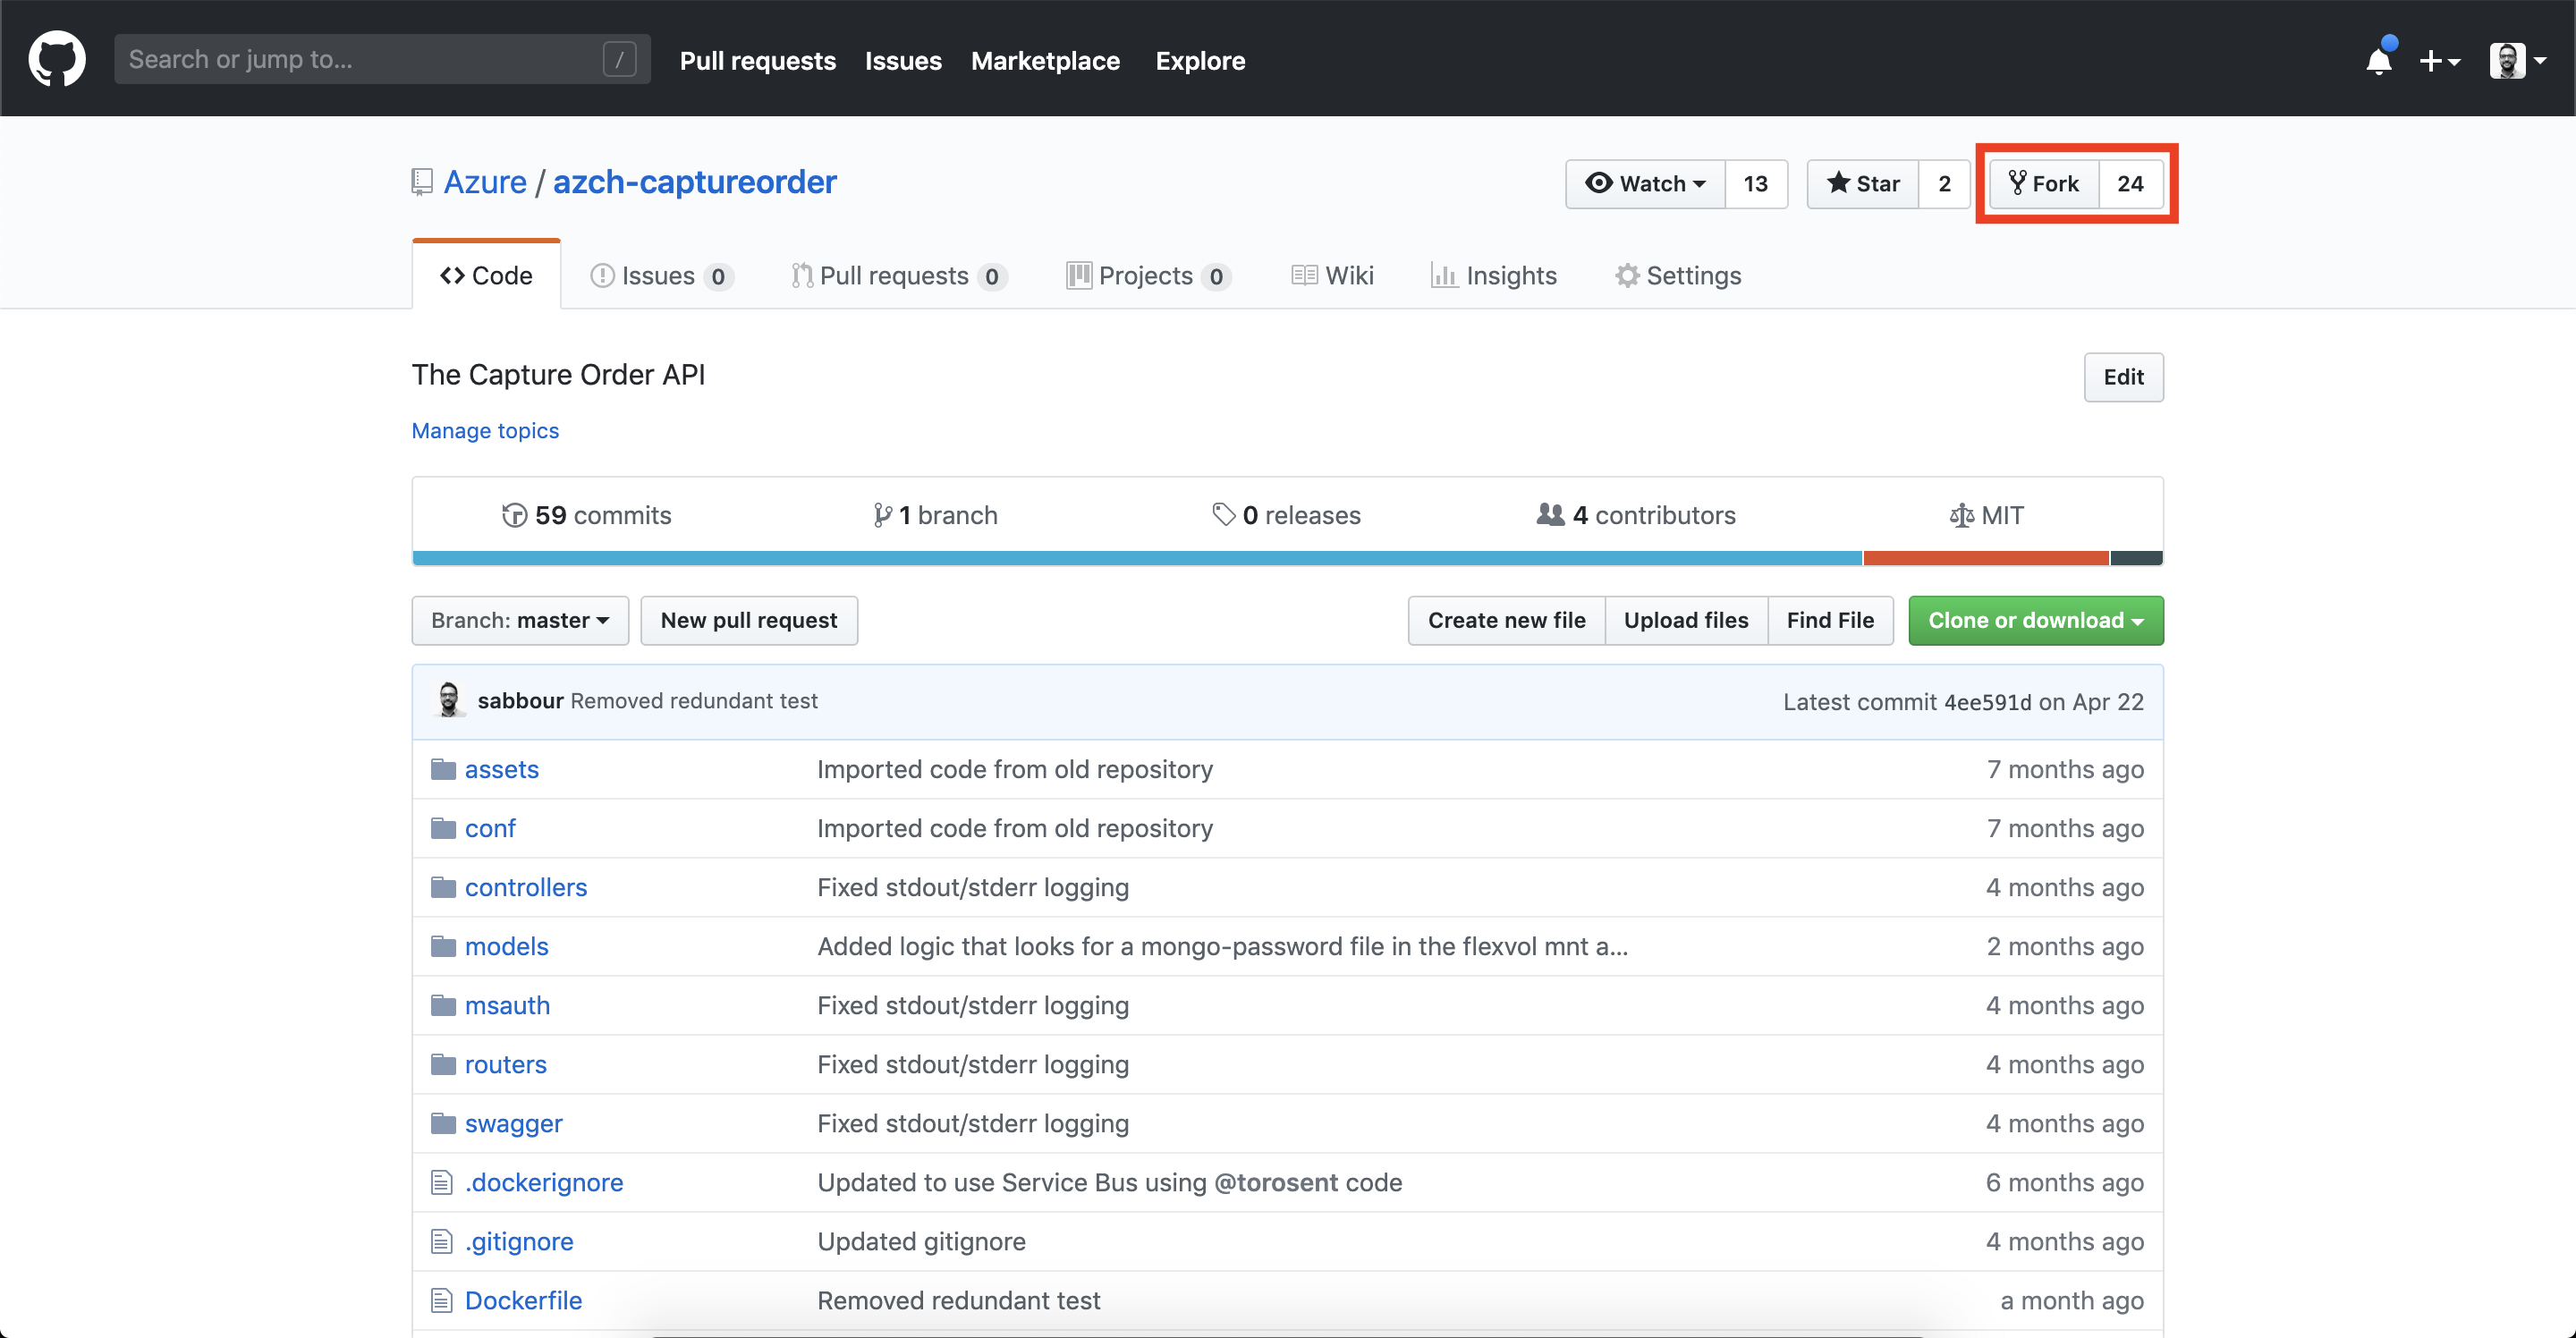 Search or jump to... / Pull requests Issues Marketplace Explore
Azure / azch-captureorder Watch 13 Star 2 Fork 24
Code Issues 0 Pull requests 0 Projects 0 Wiki Insights Settings
The Capture Order API Edit
Manage topics
59 commits 1 branch 0 releases 4 contributors MIT
Branch: master New pull request Create new file Upload files Find File Clone or download
sabbour Removed redundant test Latest commit 4ee591d on Apr 22
assets Imported code from old repository 7 months ago
conf Imported code from old repository 7 months ago
controllers Fixed stdout/stderr logging 4 months ago
models Added logic that looks for a mongo-password file in the flexvol mnt a... 2 months ago
msauth Fixed stdout/stderr logging 4 months ago
routers Fixed stdout/stderr logging 4 months ago
swagger Fixed stdout/stderr logging 4 months ago
.dockerignore Updated to use Service Bus using @torosent code 6 months ago
.gitignore Updated gitignore 4 months ago
Dockerfile Removed redundant test a month ago